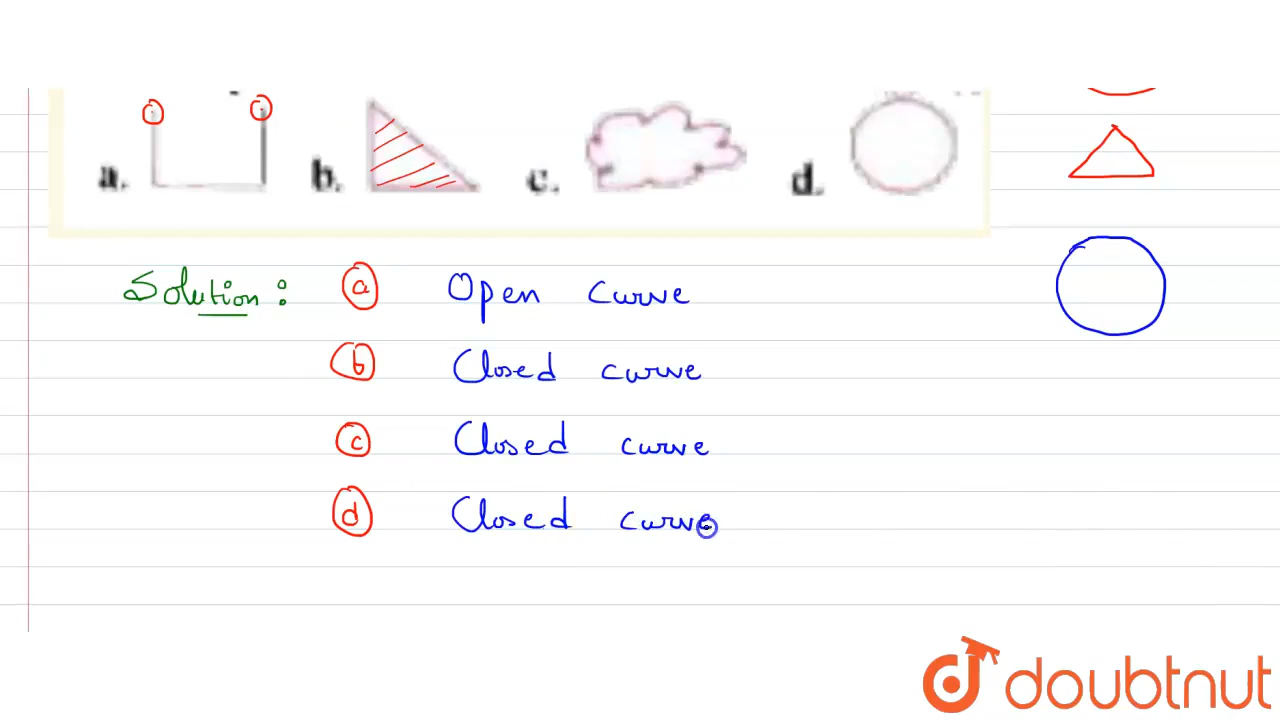 a. b. c. d.
Solution: a Open curve
b Closed curve
c Closed curve
d Closed curve
doubtnut